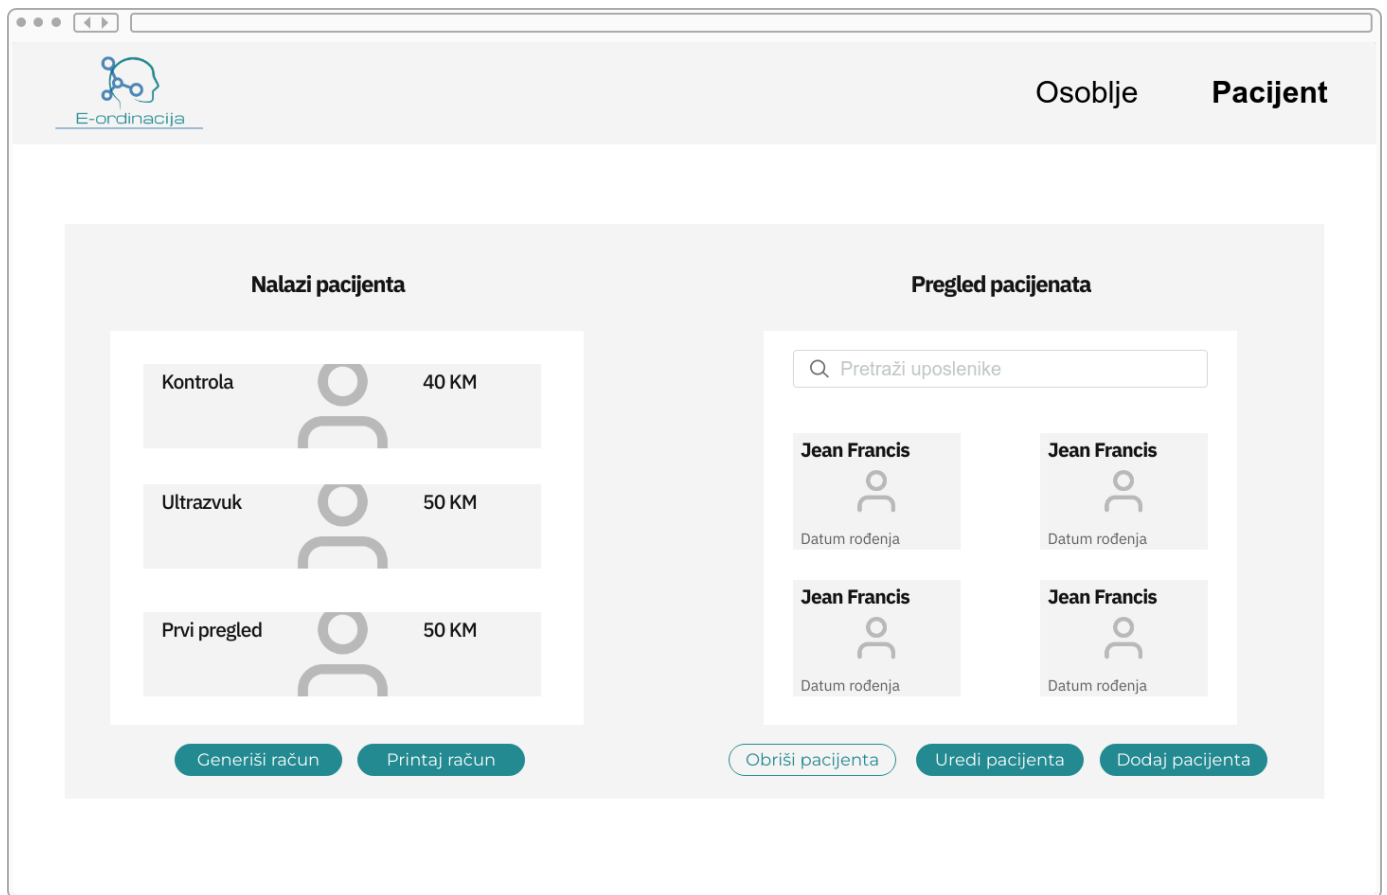 E-ordinacija
Osoblje
Pacijent
Nalazi pacijenta
Kontrola
40 KM
Ultrazvuk
50 KM
Prvi pregled
50 KM
Generiši račun
Printaj račun
Pregled pacijenata
Pretraži uposlenike
Jean Francis
Datum rođenja
Jean Francis
Datum rođenja
Jean Francis
Datum rođenja
Jean Francis
Datum rođenja
Obriši pacijenta
Uredi pacijenta
Dodaj pacijenta